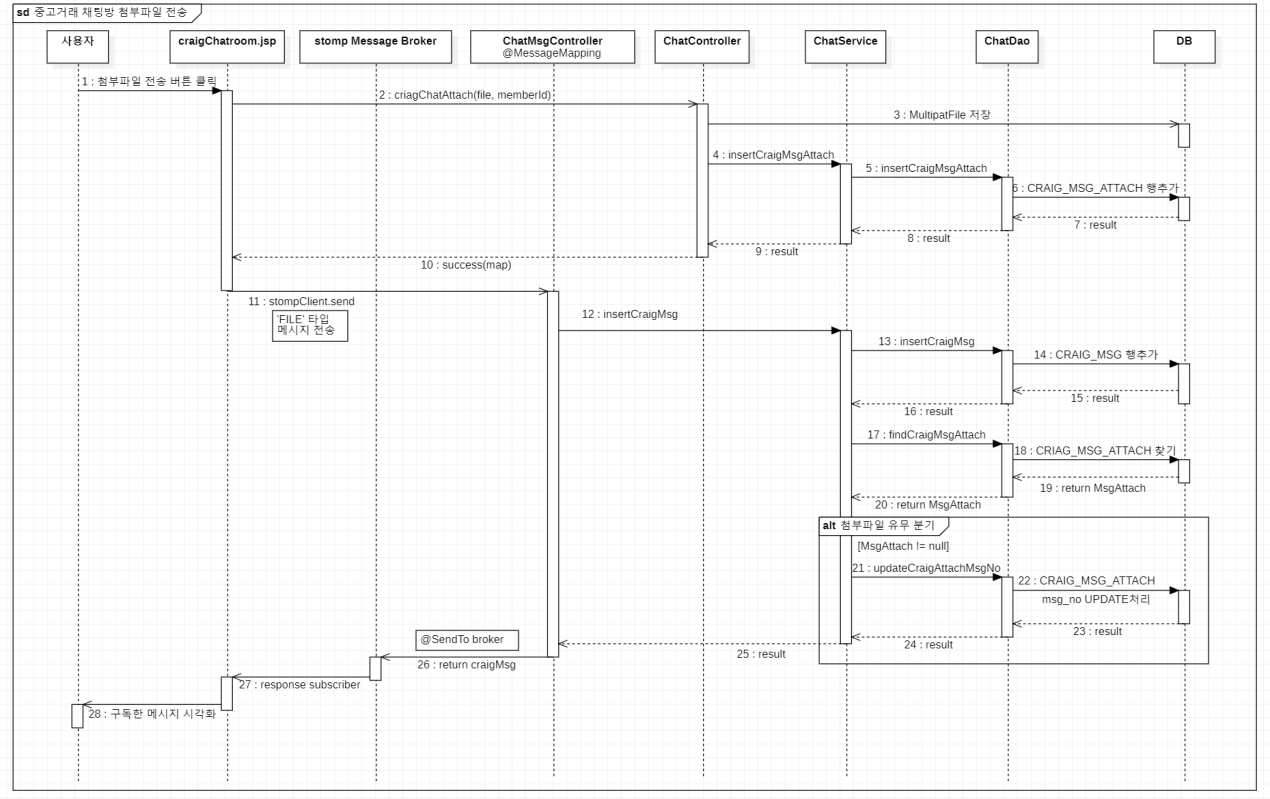 sd 중고거래 채팅방 첨부파일 전송
사용자
craigChatroom.jsp
stomp Message Broker
ChatMsgController
@MessageMapping
ChatController
ChatService
ChatDao
DB
1 : 첨부파일 전송 버튼 클릭
2 : criagChatAttach(file, memberId)
3 : MultipatFile 저장
4 : insertCraigMsgAttach
5 : insertCraigMsgAttach
6 : CRAIG_MSG_ATTACH 행추가
7 : result
8 : result
9 : result
10 : success(map)
11 : stompClient.send
'FILE' 타입
메시지 전송
12 : insertCraigMsg
13 : insertCraigMsg
14 : CRAIG_MSG 행추가
15 : result
16 : result
17 : findCraigMsgAttach
18 : CRIAG_MSG_ATTACH 찾기
19 : return MsgAttach
20 : return MsgAttach
alt 첨부파일 유무 분기
[MsgAttach != null]
21 : updateCraigAttachMsgNo
22 : CRAIG_MSG_ATTACH
msg_no UPDATE처리
23 : result
24 : result
25 : result
@SendTo broker
26 : return craigMsg
27 : response subscriber
28 : 구독한 메시지 시각화